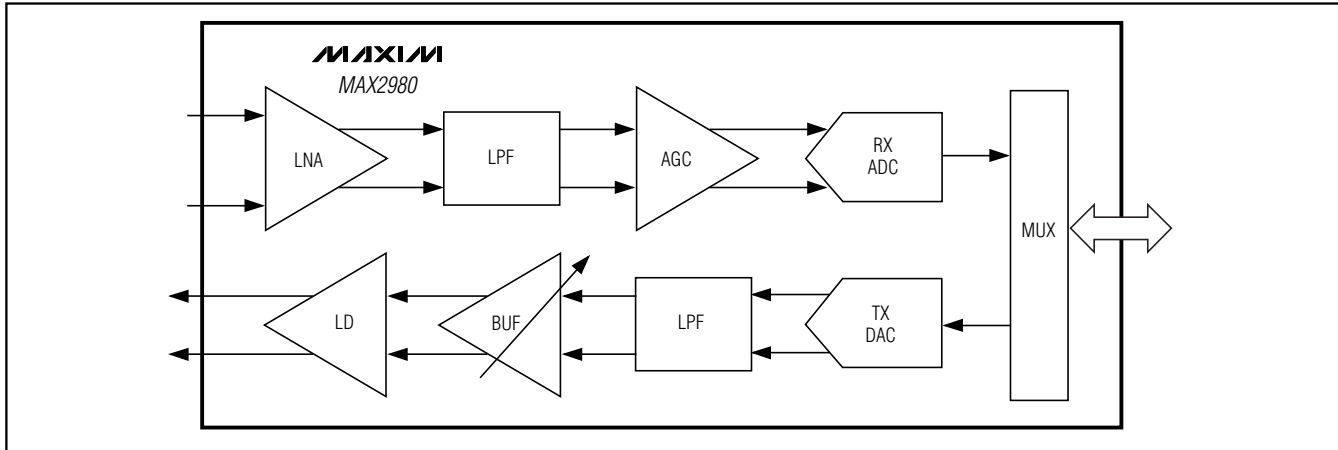 MAXIM
MAX2980
LNA
LPF
AGC
RX
ADC
MUX
LD
BUF
LPF
TX
DAC